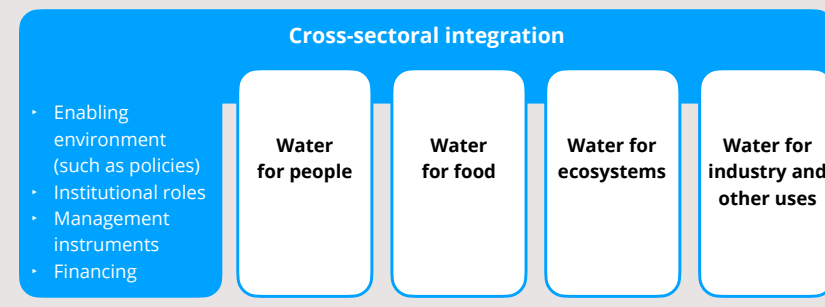 Cross-sectoral integration
‣ Enabling
environment
(such as policies)
‣ Institutional roles
‣ Management
instruments
‣ Financing
Water
for people
Water
for food
Water for
ecosystems
Water for
industry and
other uses